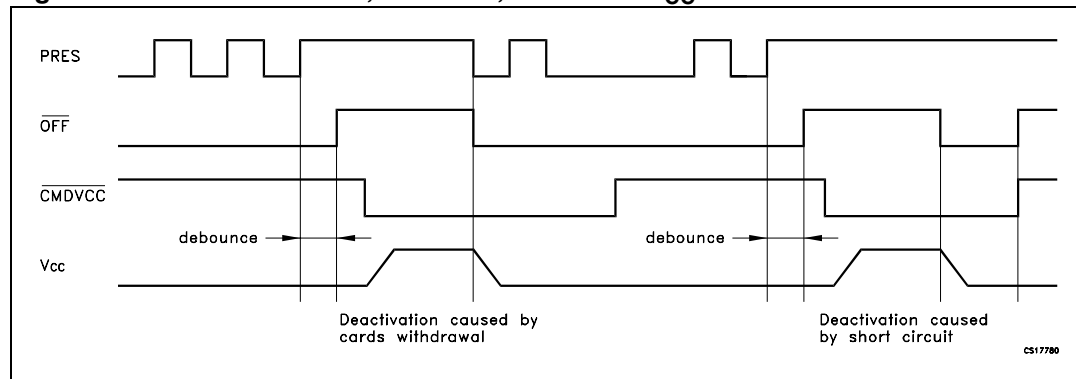 PRES
OFF
CMDVCC
debounce
debounce
Vcc
Deactivation caused by
cards withdrawal
Deactivation caused
by short circuit
CS17780